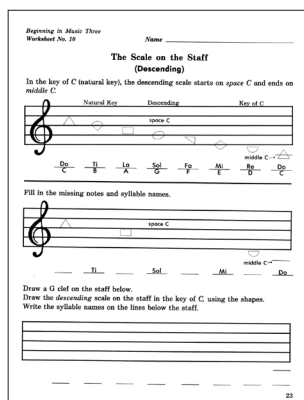 Beginning in Music Three
Worksheet No. 10 Name
The Scale on the Staff
(Descending)
In the key of C (natural key), the descending scale starts on space C and ends on
middle C.
Natural Key Descending Key of C
space C
middle C→
Do Ti La Sol Fa Mi Re Do
C B A G F E D C
Fill in the missing notes and syllable names.
space C
middle C
Ti Sol Mi Do
Draw a G clef on the staff below.
Draw the descending scale on the staff in the key of C, using the shapes.
Write the syllable names on the lines below the staff.
23